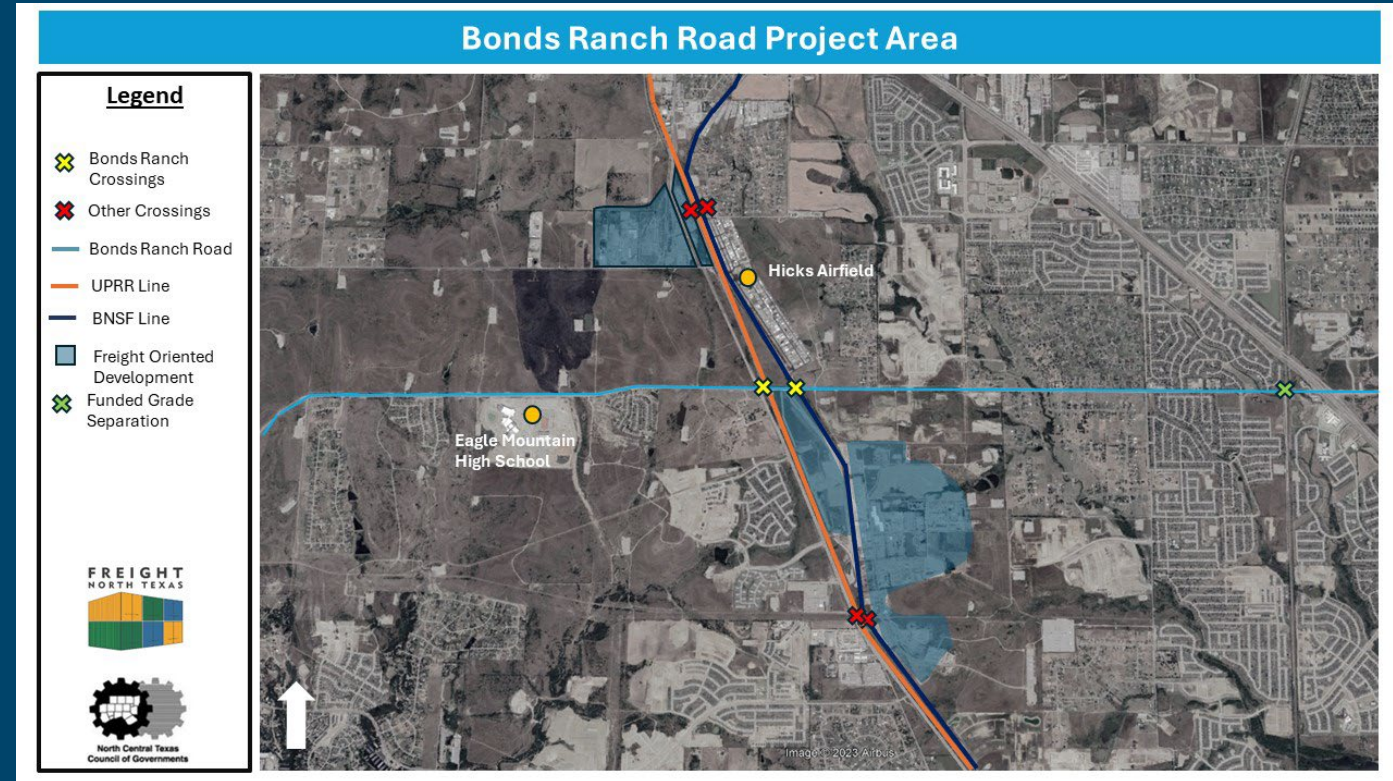 Bonds Ranch Road Project Area
Legend
Bonds Ranch
Crossings
Other Crossings
Bonds Ranch Road
UPRR Line
BNSF Line
Freight Oriented
Development
Funded Grade
Separation
FREIGHT
NORTH TEXAS
North Central Texas
Council of Governments
Hicks Airfield
Eagle Mountain
High School
Image © 2023 Airbus